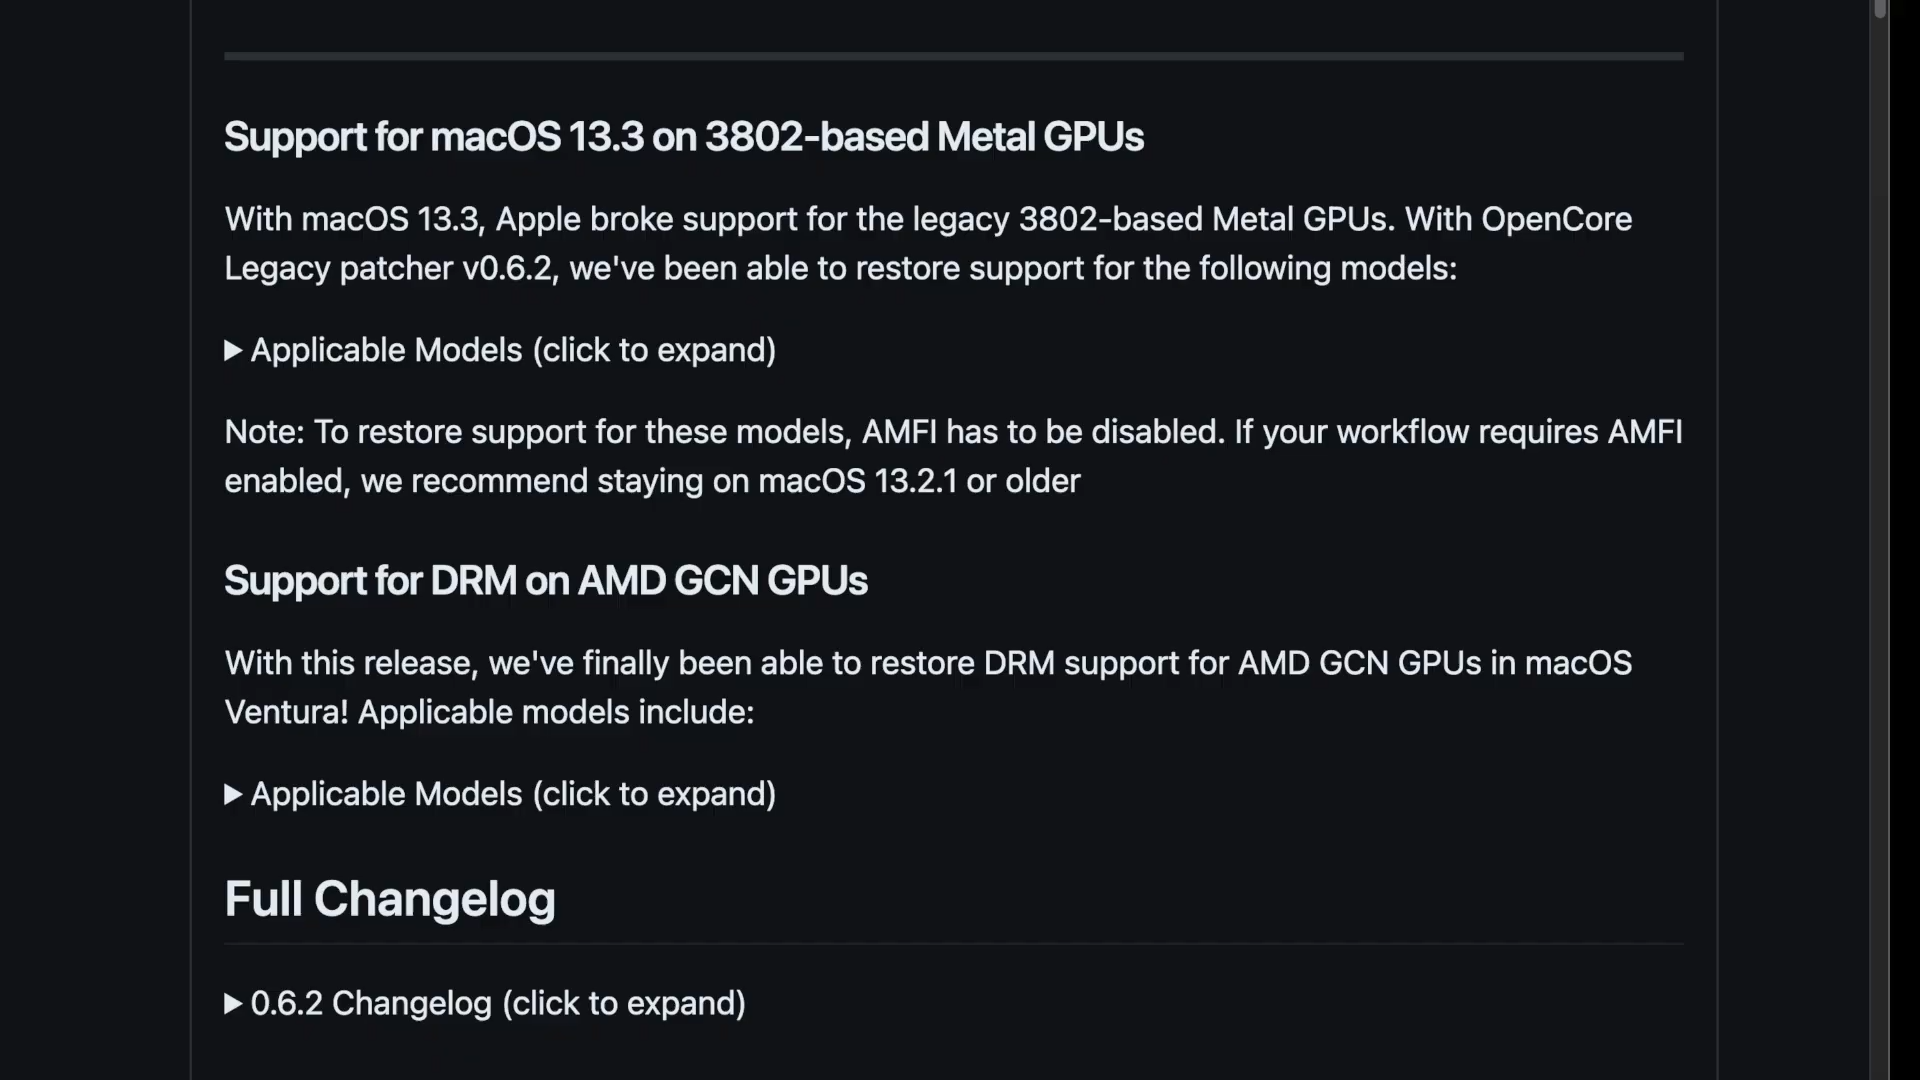 Support for macOS 13.3 on 3802-based Metal GPUs
With macOS 13.3, Apple broke support for the legacy 3802-based Metal GPUs. With OpenCore
Legacy patcher v0.6.2, we've been able to restore support for the following models:
▶ Applicable Models (click to expand)
Note: To restore support for these models, AMFI has to be disabled. If your workflow requires AMFI
enabled, we recommend staying on macOS 13.2.1 or older
Support for DRM on AMD GCN GPUs
With this release, we've finally been able to restore DRM support for AMD GCN GPUs in macOS
Ventura! Applicable models include:
▶ Applicable Models (click to expand)
Full Changelog
▶ 0.6.2 Changelog (click to expand)